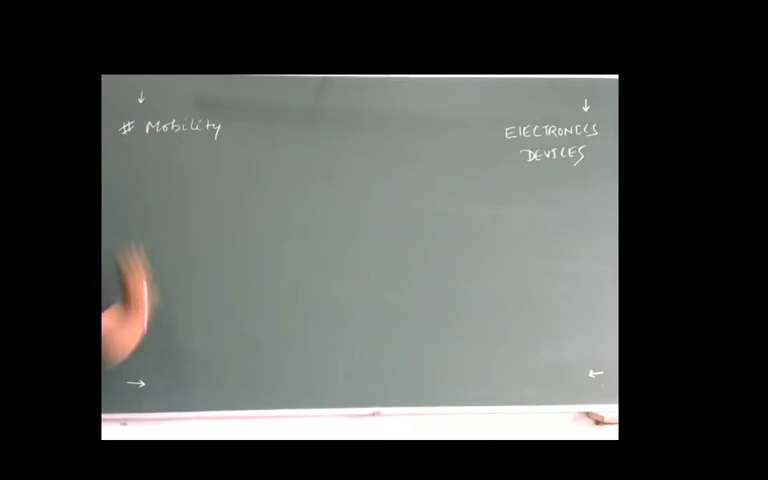 ↓
# Mobility
↓
ElECTRONICS
DEVICES
→
←